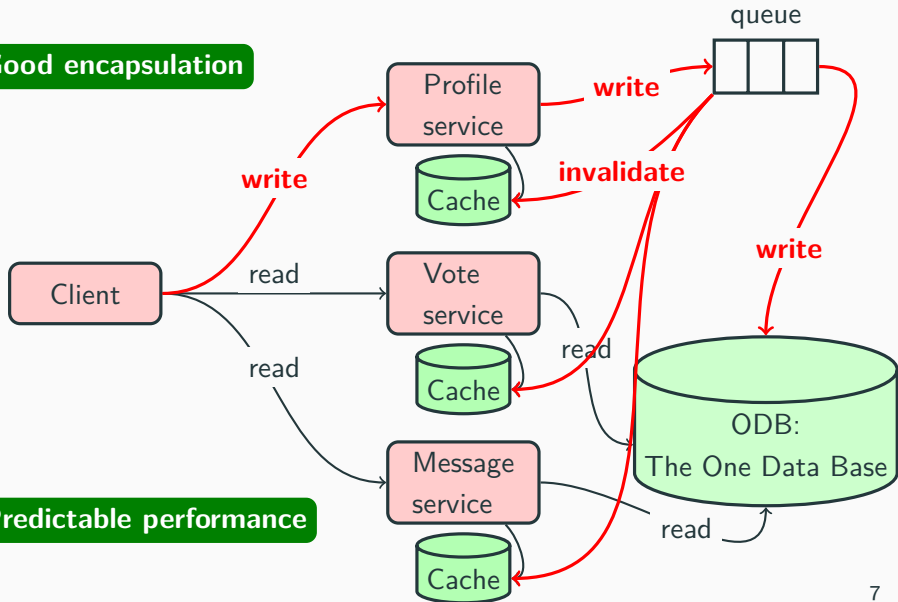 queue
ood encapsulation
Profile
service
write
Cache
invalidate
write
write
Client
read
Vote
service
read
read
Cache
ODB:
The One Data Base
Message
service
redictable performance
read
Cache
7